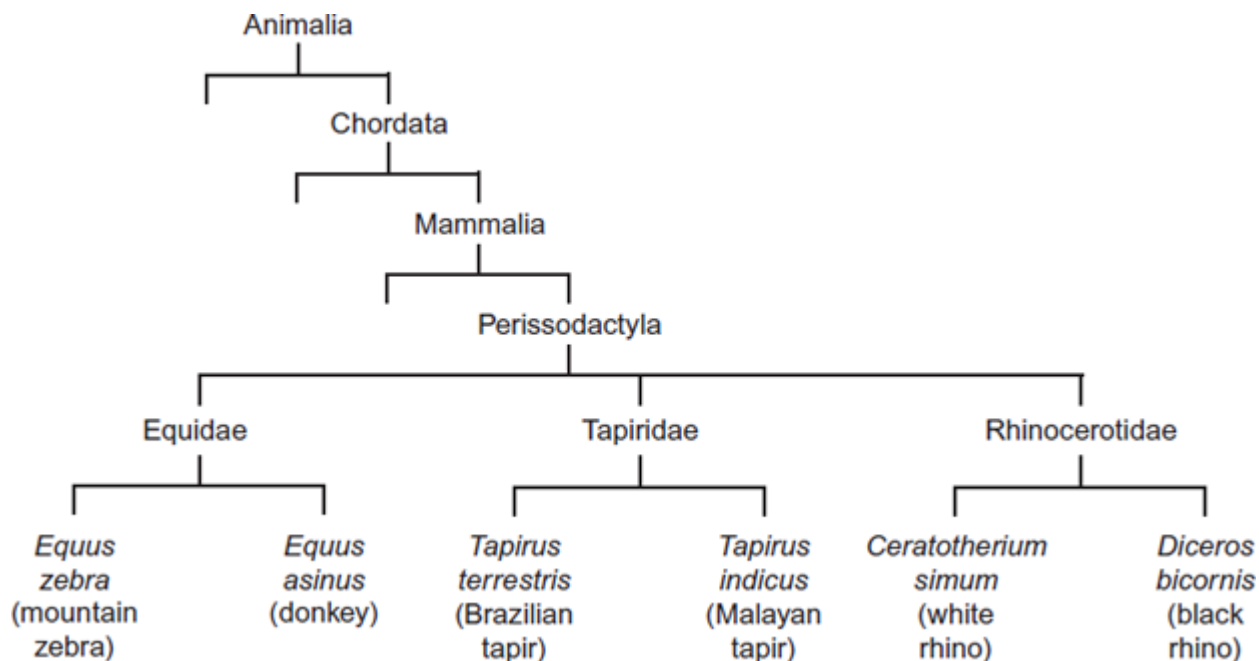 Animalia
Chordata
Mammalia
Perissodactyla
Equidae
Tapiridae
Rhinocerotidae
Equus
zebra
(mountain
zebra)
Equus
asinus
(donkey)
Tapirus
terrestris
(Brazilian
tapir)
Tapirus
indicus
(Malayan
tapir)
Ceratotherium
simum
(white
rhino)
Diceros
bicornis
(black
rhino)